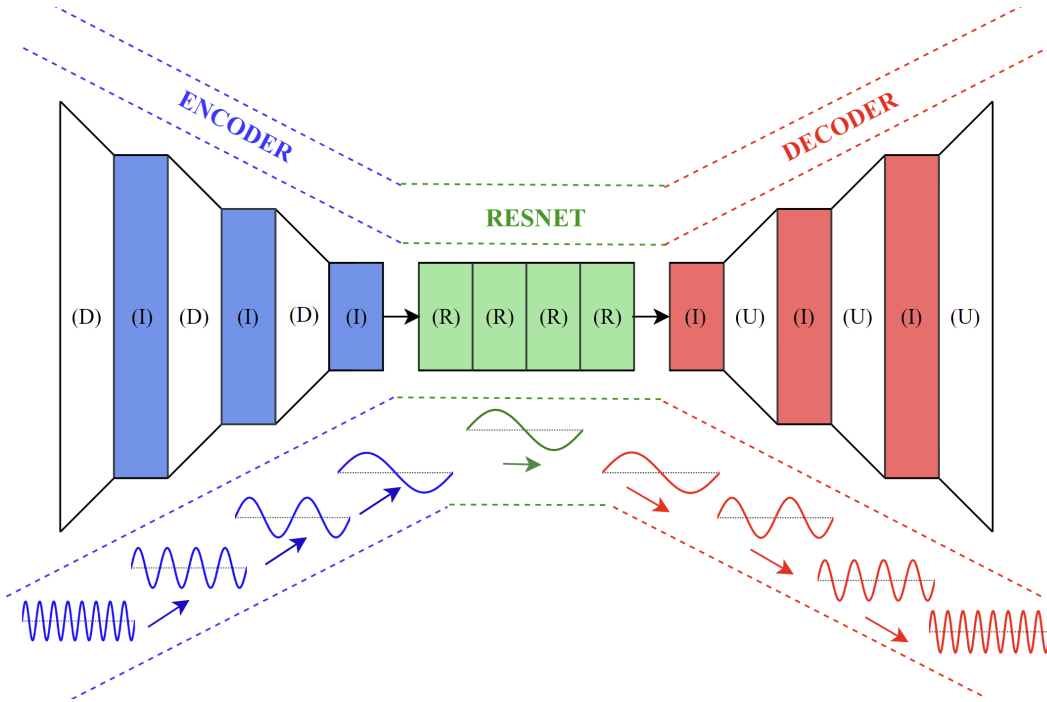 ENCODER
DECODER
RESNET
(D) (I) (D) (I) (D) (I) (R) (R) (R) (R) (I) (U) (I) (U) (I) (U)